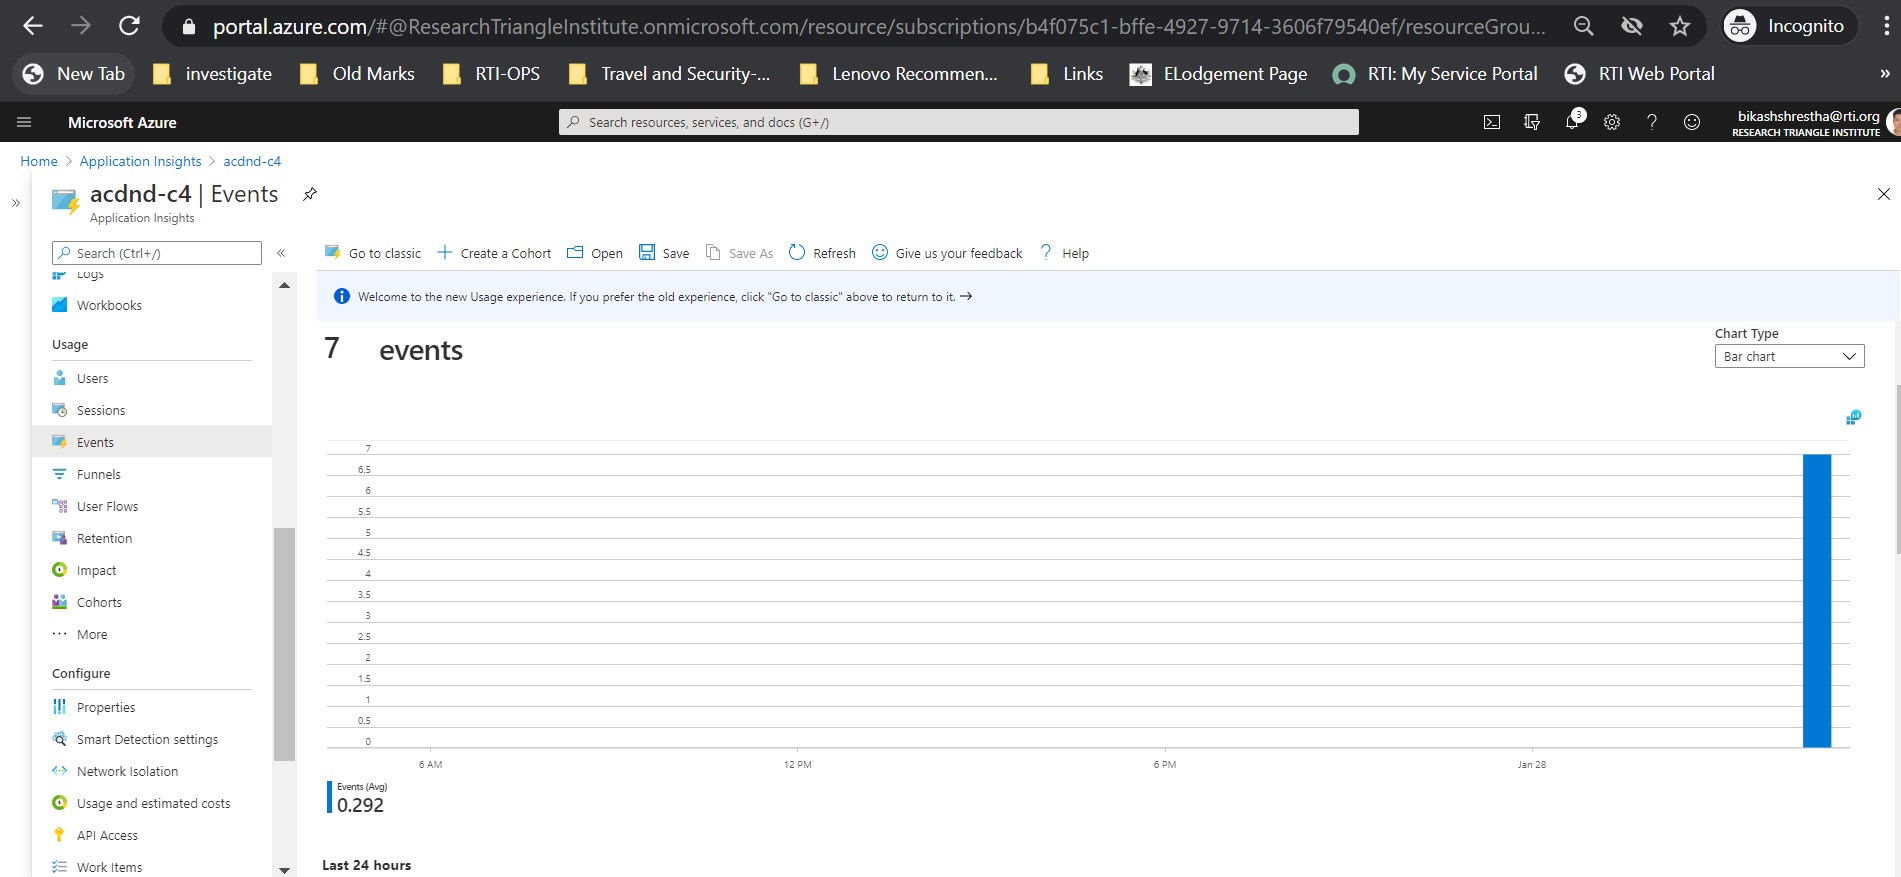 portal.azure.com/#@ResearchTriangleInstitute.onmicrosoft.com/resource/subscriptions/b4f075c1-bffe-4927-9714-3606f79540ef/resourceGrou...
Incognito
New Tab
investigate
Old Marks
RTI-OPS
Travel and Security-...
Lenovo Recommen...
Links
ELodgement Page
RTI: My Service Portal
RTI Web Portal
»
Microsoft Azure
Search resources, services, and docs (G+/)
3
bikashshrestha@rti.org
RESEARCH TRIANGLE INSTITUTE
Home > Application Insights > acdnd-c4
acdnd-c4 | Events
Application Insights
Search (Ctrl+/)
«
Go to classic
Create a Cohort
Open
Save
Save As
Refresh
Give us your feedback
? Help
Logs
Workbooks
Usage
Users
Sessions
Events
Funnels
User Flows
Retention
Impact
Cohorts
More
Configure
Properties
Smart Detection settings
Network Isolation
Usage and estimated costs
API Access
Work Items
Welcome to the new Usage experience. If you prefer the old experience, click "Go to classic" above to return to it. →
7 events
Chart Type
Bar chart
7
6.5
6
5.5
5
4.5
4
3.5
3
2.5
2
1.5
1
0.5
0
6 AM
12 PM
6 PM
Jan 28
Events (Avg)
0.292
Last 24 hours